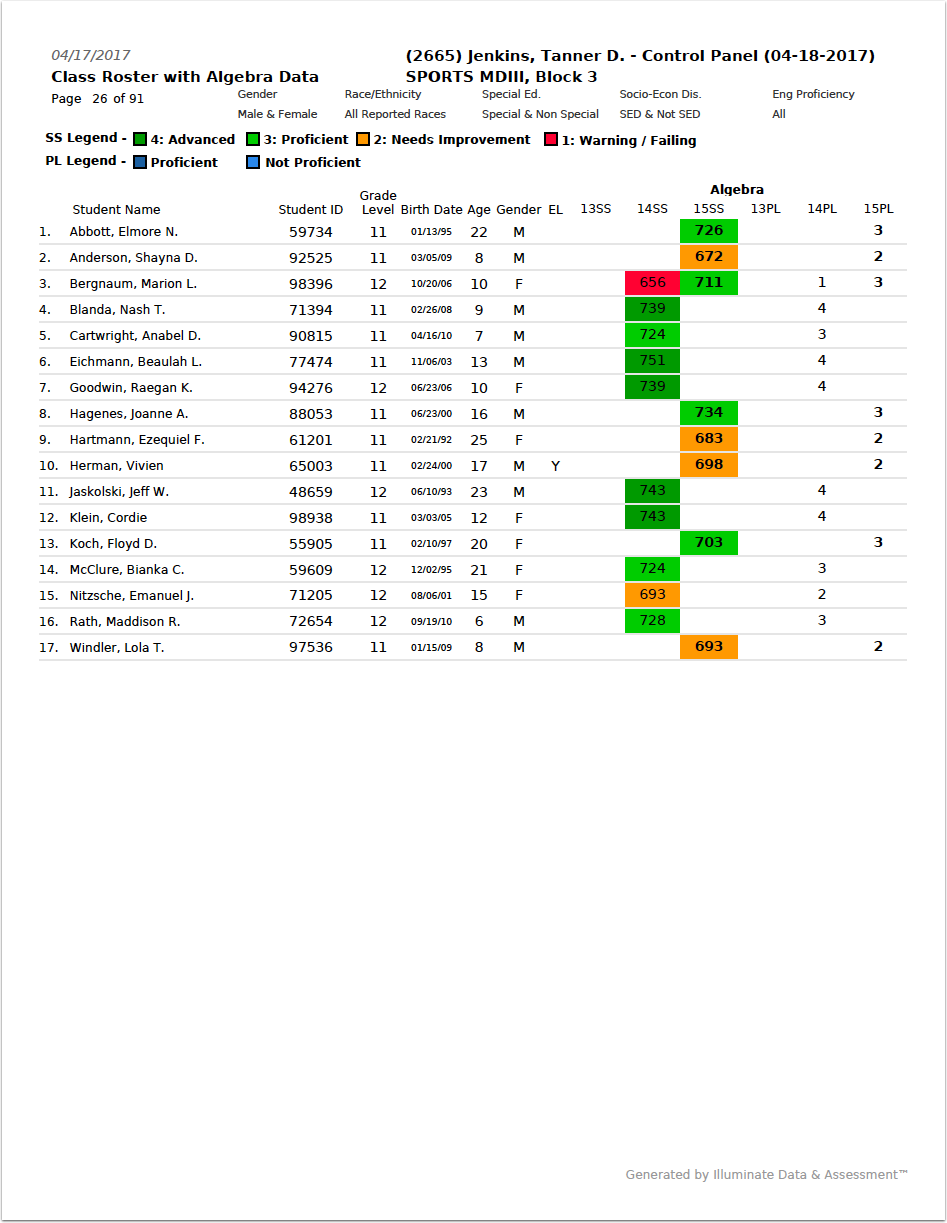 04/17/2017 (2665) Jenkins, Tanner D. - Control Panel (04-18-2017)
Class Roster with Algebra Data SPORTS MDIII, Block 3
Page 26 of 91 Gender Race/Ethnicity Special Ed. Socio-Econ Dis. Eng Proficiency
Male & Female All Reported Races Special & Non Special SED & Not SED All
SS Legend - 4: Advanced 3: Proficient 2: Needs Improvement 1: Warning / Failing
PL Legend - Proficient Not Proficient
Algebra
Student Name Student ID Grade Level Birth Date Age Gender EL 13SS 14SS 15SS 13PL 14PL 15PL
1. Abbott, Elmore N. 59734 11 01/13/95 22 M 726 3
2. Anderson, Shayna D. 92525 11 03/05/09 8 M 672 2
3. Bergnaum, Marion L. 98396 12 10/20/06 10 F 656 711 1 3
4. Blanda, Nash T. 71394 11 02/26/08 9 M 739 4
5. Cartwright, Anabel D. 90815 11 04/16/10 7 M 724 3
6. Eichmann, Beaulah L. 77474 11 11/06/03 13 M 751 4
7. Goodwin, Raegan K. 94276 12 06/23/06 10 F 739 4
8. Hagenes, Joanne A. 88053 11 06/23/00 16 M 734 3
9. Hartmann, Ezequiel F. 61201 11 02/21/92 25 F 683 2
10. Herman, Vivien 65003 11 02/24/00 17 M Y 698 2
11. Jaskolski, Jeff W. 48659 12 06/10/93 23 M 743 4
12. Klein, Cordie 98938 11 03/03/05 12 F 743 4
13. Koch, Floyd D. 55905 11 02/10/97 20 F 703 3
14. McClure, Bianka C. 59609 12 12/02/95 21 F 724 3
15. Nitzsche, Emanuel J. 71205 12 08/06/01 15 F 693 2
16. Rath, Maddison R. 72654 12 09/19/10 6 M 728 3
17. Windler, Lola T. 97536 11 01/15/09 8 M 693 2
Generated by Illuminate Data & Assessment™